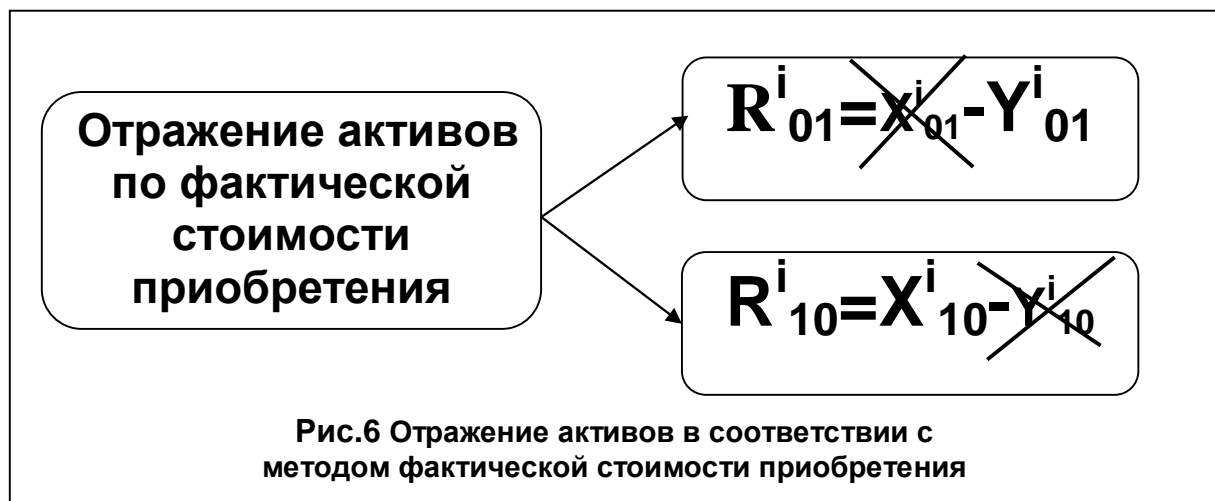 Отражение активов
по фактической
стоимости
приобретения
R^i_01=X^i_01-Y^i_01
R^i_10=X^i_10-Y^i_10
Рис.6 Отражение активов в соответствии с
методом фактической стоимости приобретения